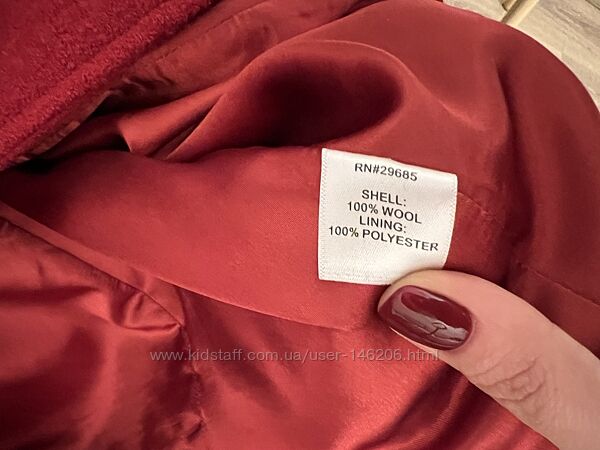 RN#29685
SHELL:
100% WOOL
LINING:
100% POLYESTER
www.kidstaff.com.ua/user-146206.html